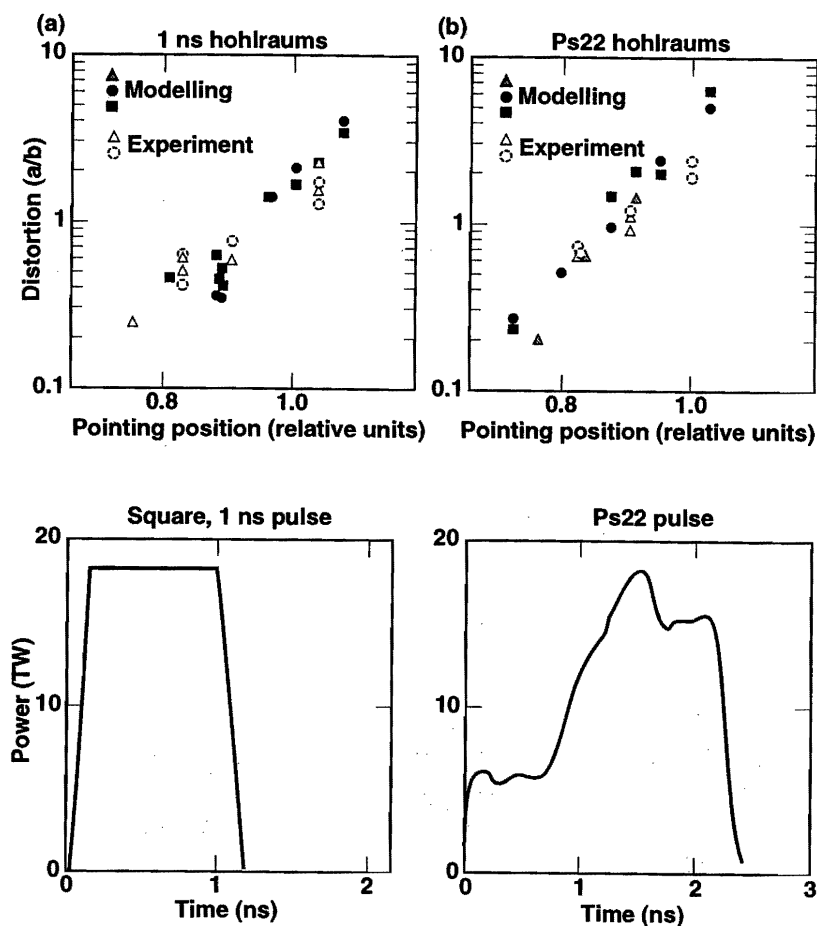 (a)
1 ns hohlraums
10
Modelling
Experiment
1
0.1
0.8
1.0
Distortion (a/b)
Pointing position (relative units)
(b)
Ps22 hohlraums
10
Modelling
Experiment
1
0.1
0.8
1.0
Pointing position (relative units)
Square, 1 ns pulse
20
10
0
0
1
2
Power (TW)
Time (ns)
Ps22 pulse
20
10
0
0
1
2
3
Time (ns)